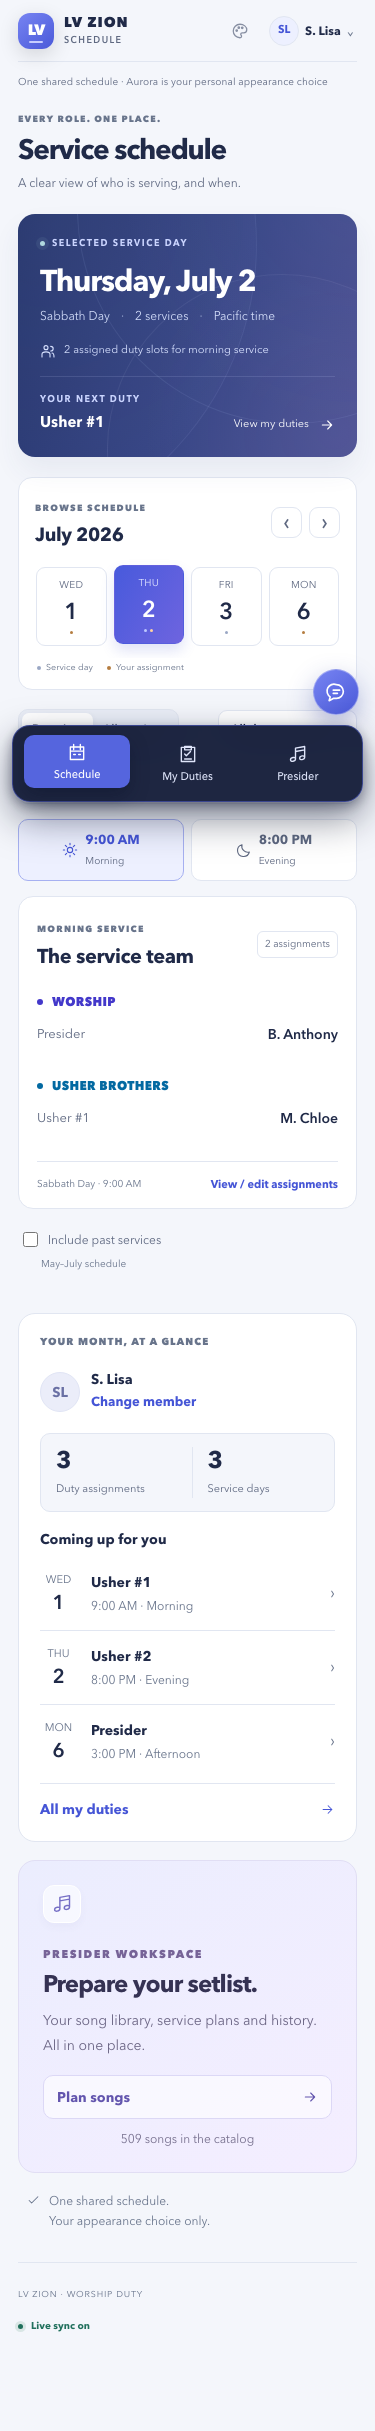 LV LV ZION
SCHEDULE
SL S. Lisa
One shared schedule · Aurora is your personal appearance choice
EVERY ROLE. ONE PLACE.
Service schedule
A clear view of who is serving, and when.
SELECTED SERVICE DAY
Thursday, July 2
Sabbath Day · 2 services · Pacific time
2 assigned duty slots for morning service
YOUR NEXT DUTY
Usher #1
View my duties →
BROWSE SCHEDULE
July 2026
‹ ›
WED THU FRI MON
1 2 3 6
Service day Your assignment
Schedule My Duties Presider
9:00 AM 8:00 PM
Morning Evening
MORNING SERVICE
The service team
2 assignments
WORSHIP
Presider B. Anthony
USHER BROTHERS
Usher #1 M. Chloe
Sabbath Day · 9:00 AM View / edit assignments
Include past services
May–July schedule
YOUR MONTH, AT A GLANCE
SL S. Lisa
Change member
3 3
Duty assignments Service days
Coming up for you
WED Usher #1
1 9:00 AM · Morning ›
THU Usher #2
2 8:00 PM · Evening ›
MON Presider
6 3:00 PM · Afternoon ›
All my duties →
PRESIDER WORKSPACE
Prepare your setlist.
Your song library, service plans and history.
All in one place.
Plan songs →
509 songs in the catalog
One shared schedule.
Your appearance choice only.
LV ZION · WORSHIP DUTY
Live sync on